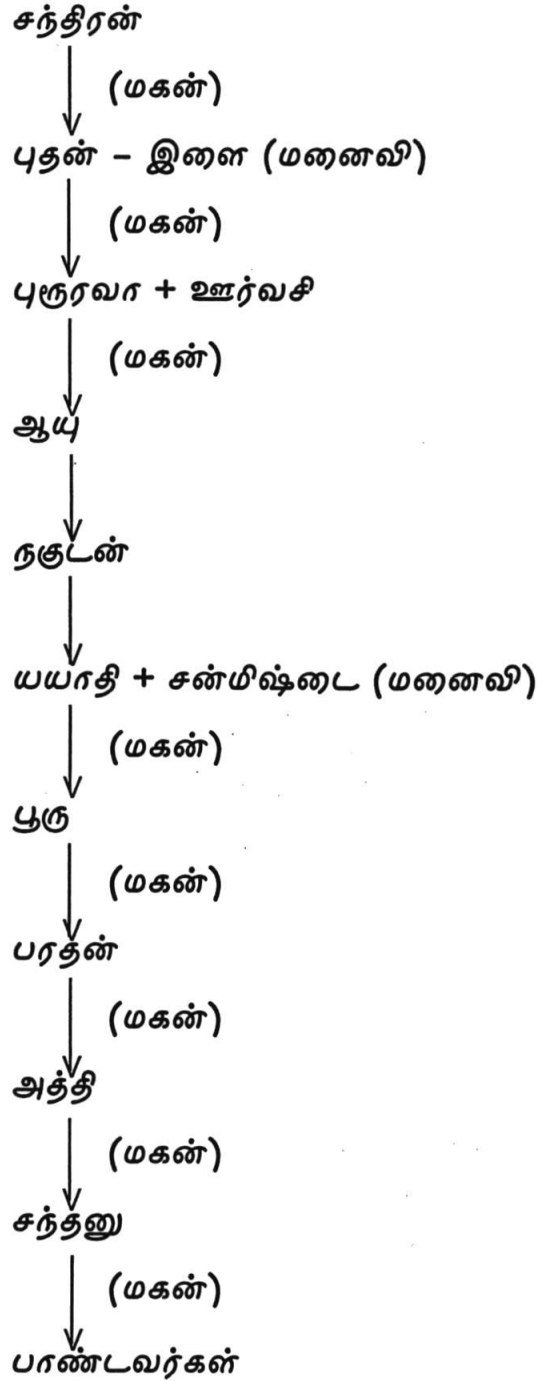 சந்திரன்
(மகன்)
புதன் – இளை (மனைவி)
(மகன்)
புரூரவா + ஊர்வசி
(மகன்)
ஆயு
நகுடன்
யயாதி + சன்மிஷ்டை (மனைவி)
(மகன்)
பூரு
(மகன்)
பரதன்
(மகன்)
அத்தி
(மகன்)
சந்தனு
(மகன்)
பாண்டவர்கள்